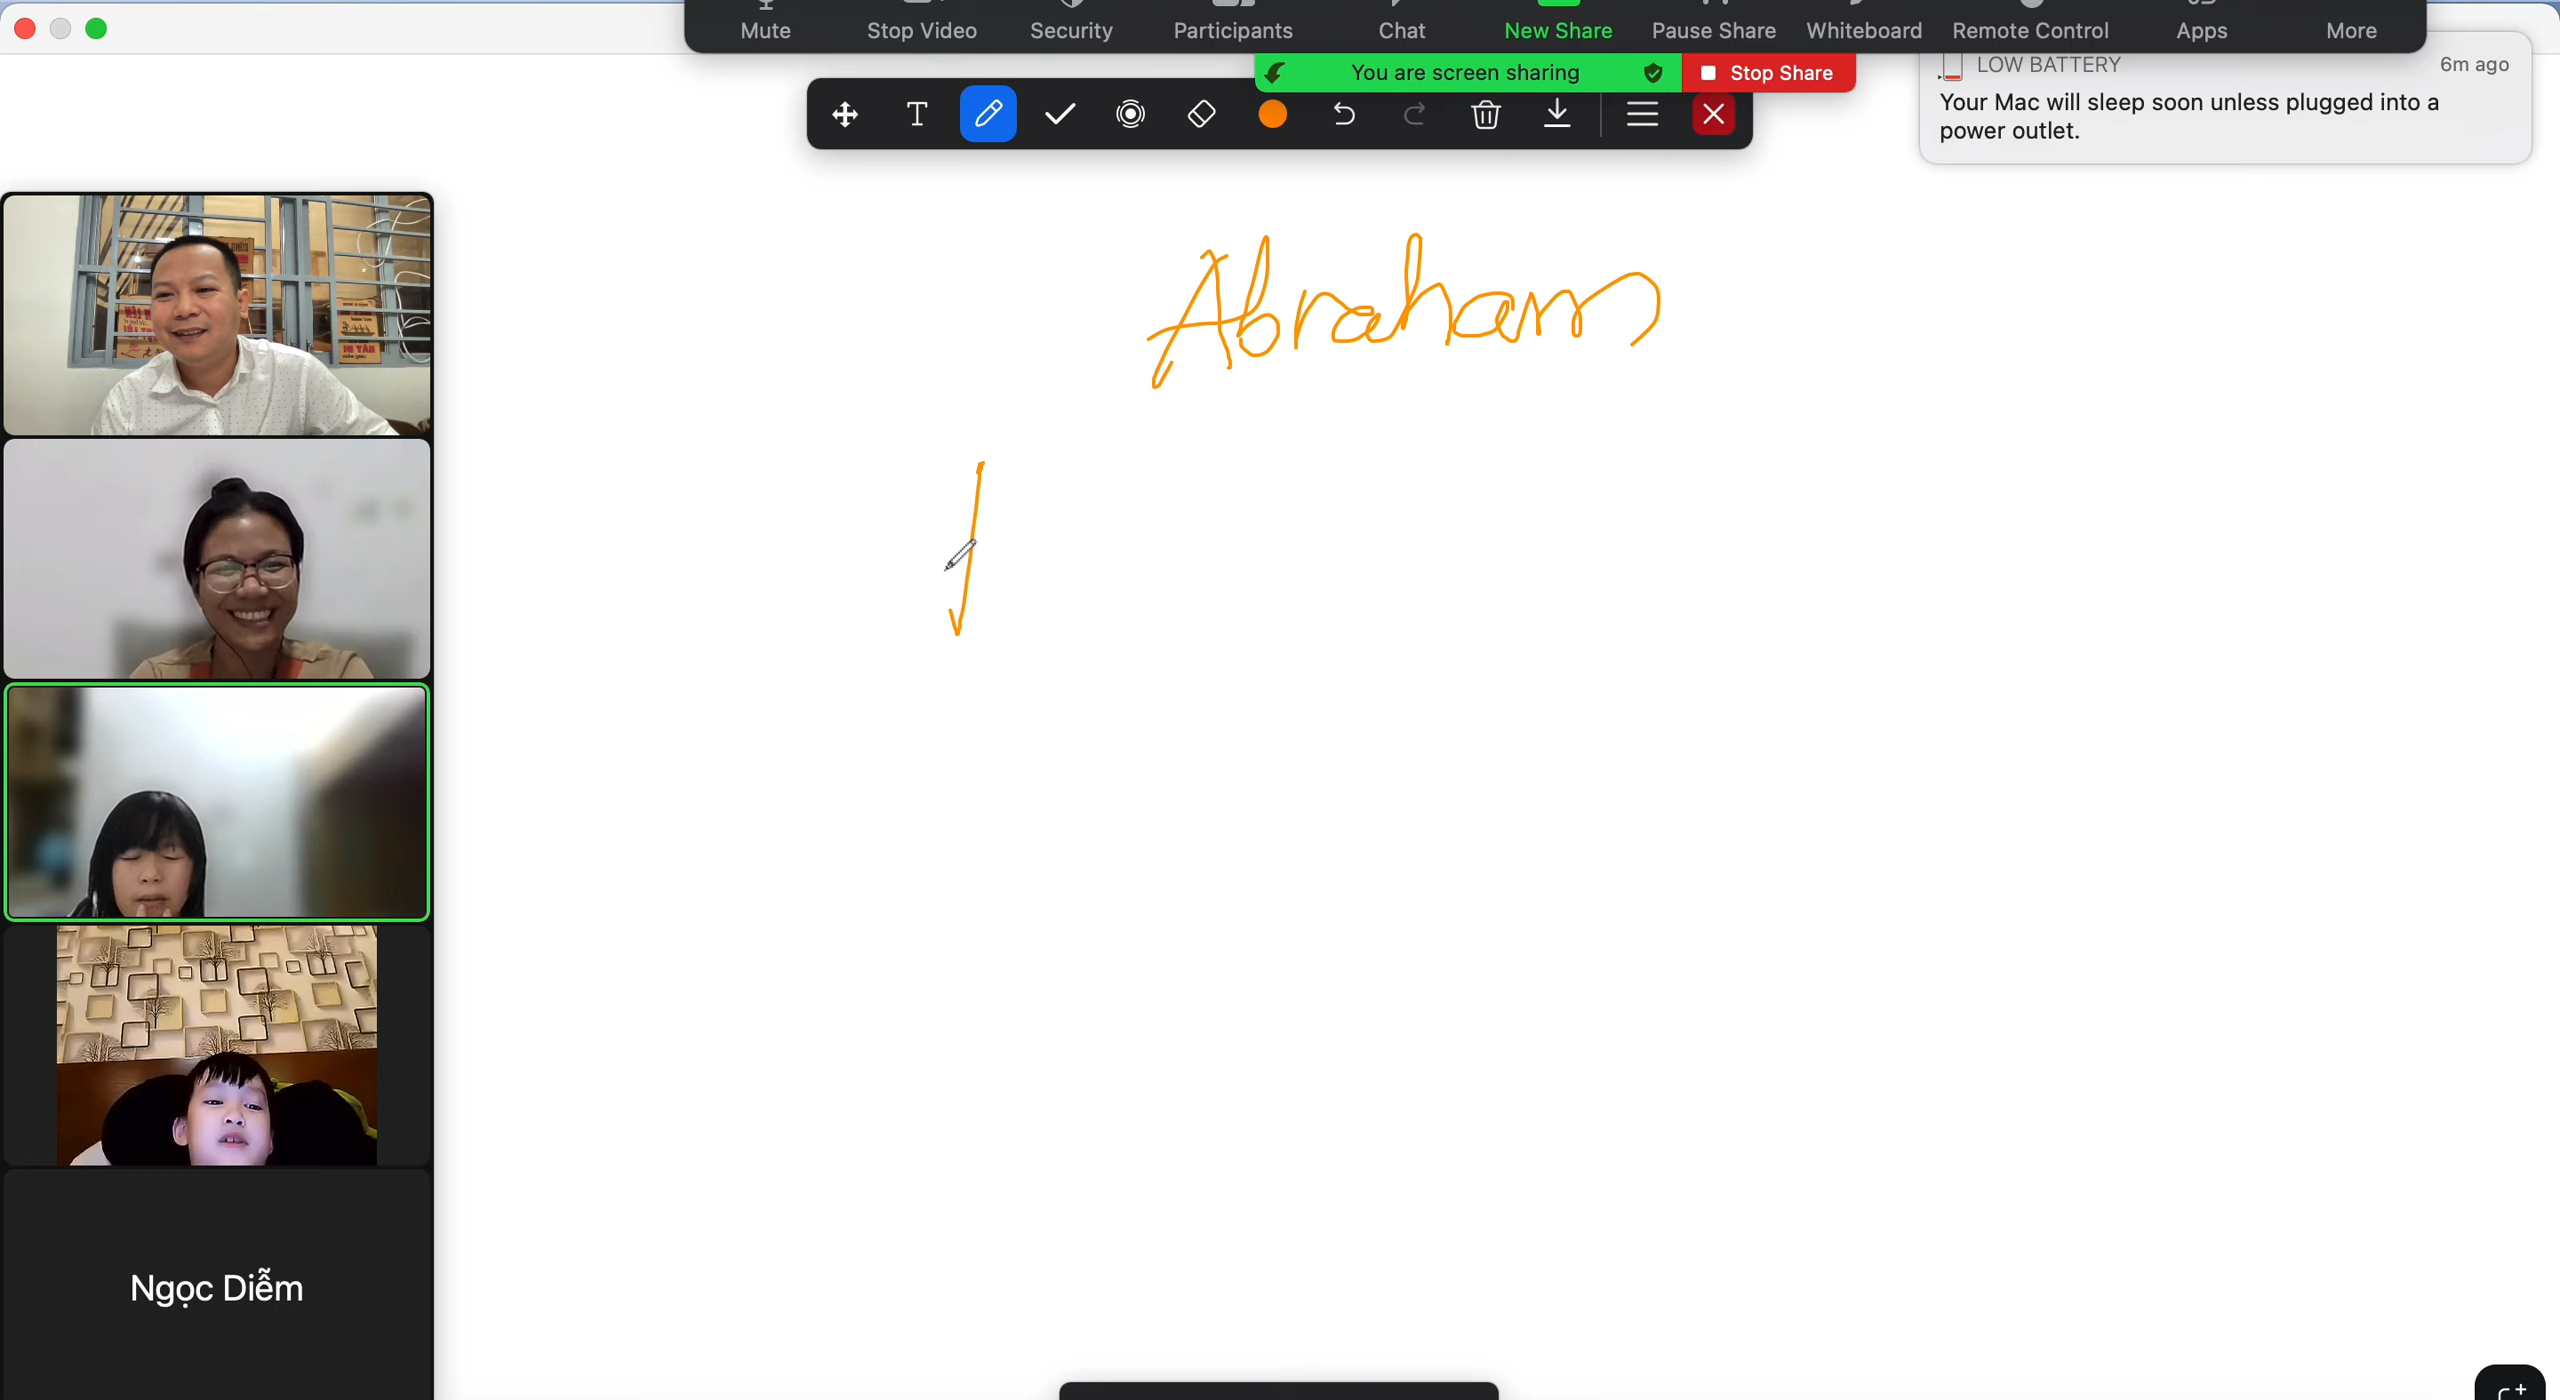 Mute Stop Video Security Participants Chat New Share Pause Share Whiteboard Remote Control Apps More
You are screen sharing Stop Share
LOW BATTERY 6m ago
Your Mac will sleep soon unless plugged into a
power outlet.
T
Abraham
Ngọc Diễm